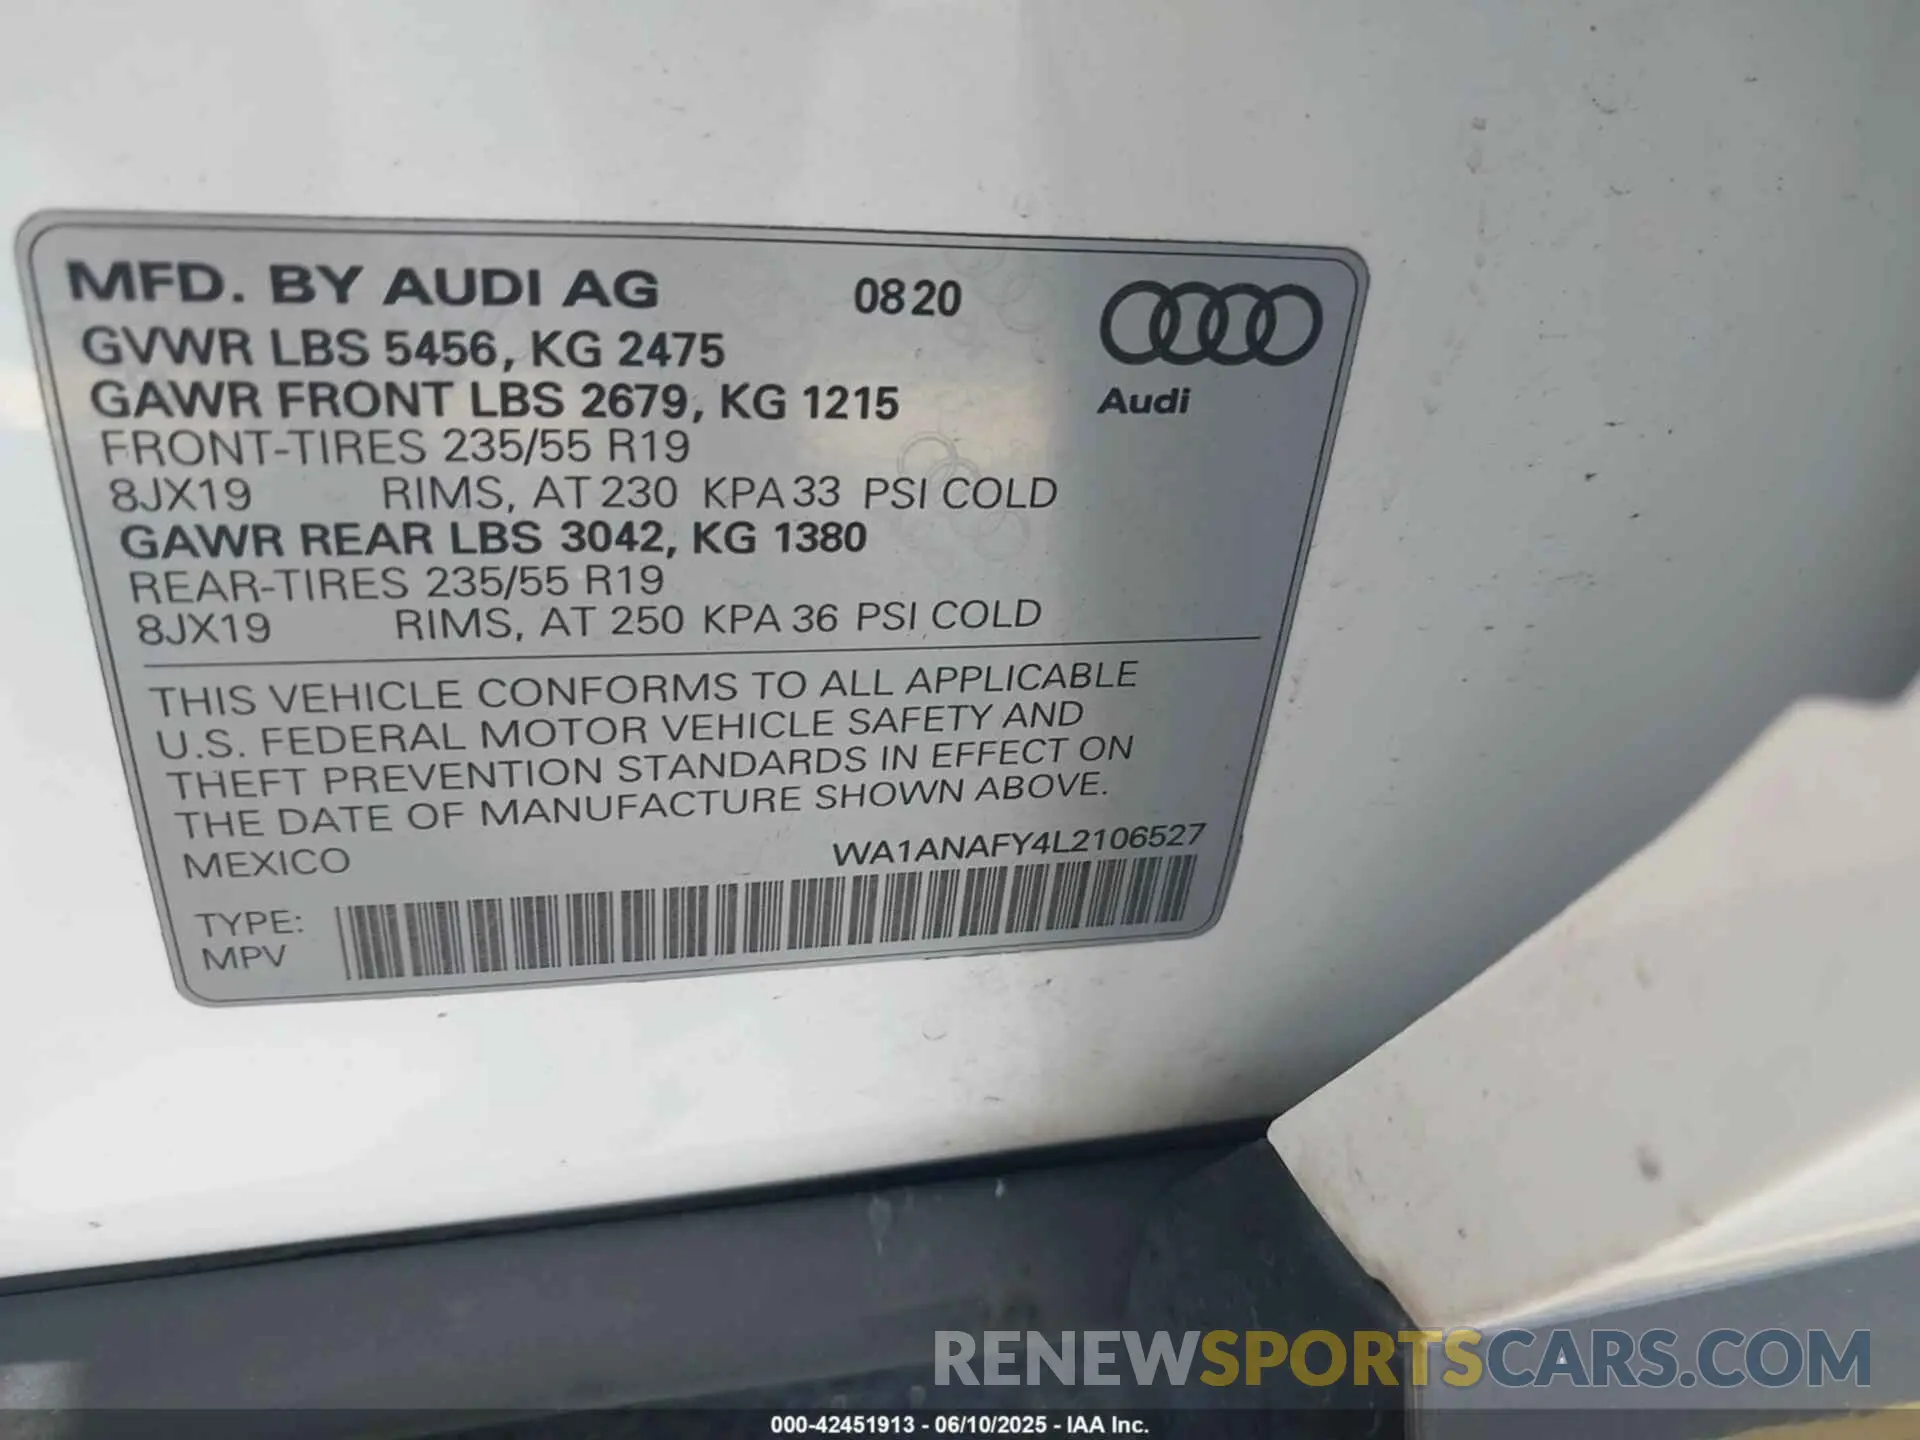 MFD. BY AUDI AG 0820
GVWR LBS 5456, KG 2475
GAWR FRONT LBS 2679, KG 1215
Audi
FRONT-TIRES 235/55 R19
8JX19 RIMS, AT 230 KPA 33 PSI COLD
GAWR REAR LBS 3042, KG 1380
REAR-TIRES 235/55 R19
8JX19 RIMS, AT 250 KPA 36 PSI COLD
THIS VEHICLE CONFORMS TO ALL APPLICABLE
U.S. FEDERAL MOTOR VEHICLE SAFETY AND
THEFT PREVENTION STANDARDS IN EFFECT ON
THE DATE OF MANUFACTURE SHOWN ABOVE.
MEXICO WA1ANAFY4L2106527
TYPE:
MPV
RENEWSPORTSCARS.COM
000-42451913 - 06/10/2025 - IAA Inc.